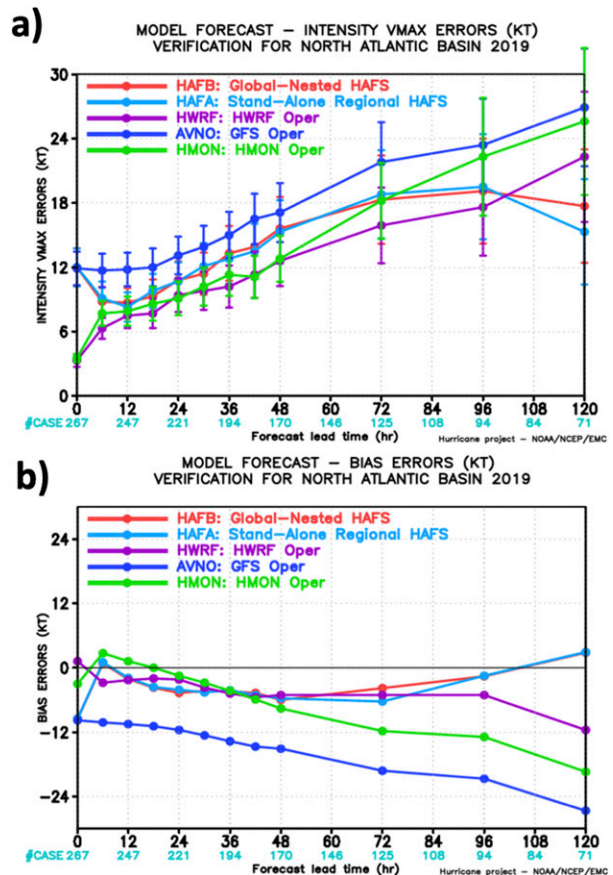 a)
MODEL FORECAST – INTENSITY VMAX ERRORS (KT)
VERIFICATION FOR NORTH ATLANTIC BASIN 2019
HAFB: Global–Nested HAFS
HAFA: Stand–Alone Regional HAFS
HWRF: HWRF Oper
AVNO: GFS Oper
HMON: HMON Oper
INTENSITY VMAX ERRORS (KT)
30
24
18
12
6
0
0 12 24 36 48 60 72 84 96 108 120
#CASE 267 247 221 194 170 146 125 108 94 84 71
Forecast lead time (hr)
Hurricane project – NOAA/NCEP/EMC
b)
MODEL FORECAST – BIAS ERRORS (KT)
VERIFICATION FOR NORTH ATLANTIC BASIN 2019
HAFB: Global–Nested HAFS
HAFA: Stand–Alone Regional HAFS
HWRF: HWRF Oper
AVNO: GFS Oper
HMON: HMON Oper
BIAS ERRORS (KT)
24
12
0
–12
–24
0 12 24 36 48 60 72 84 96 108 120
#CASE 267 247 221 194 170 146 125 108 94 84 71
Forecast lead time (hr)
Hurricane project – NOAA/NCEP/EMC